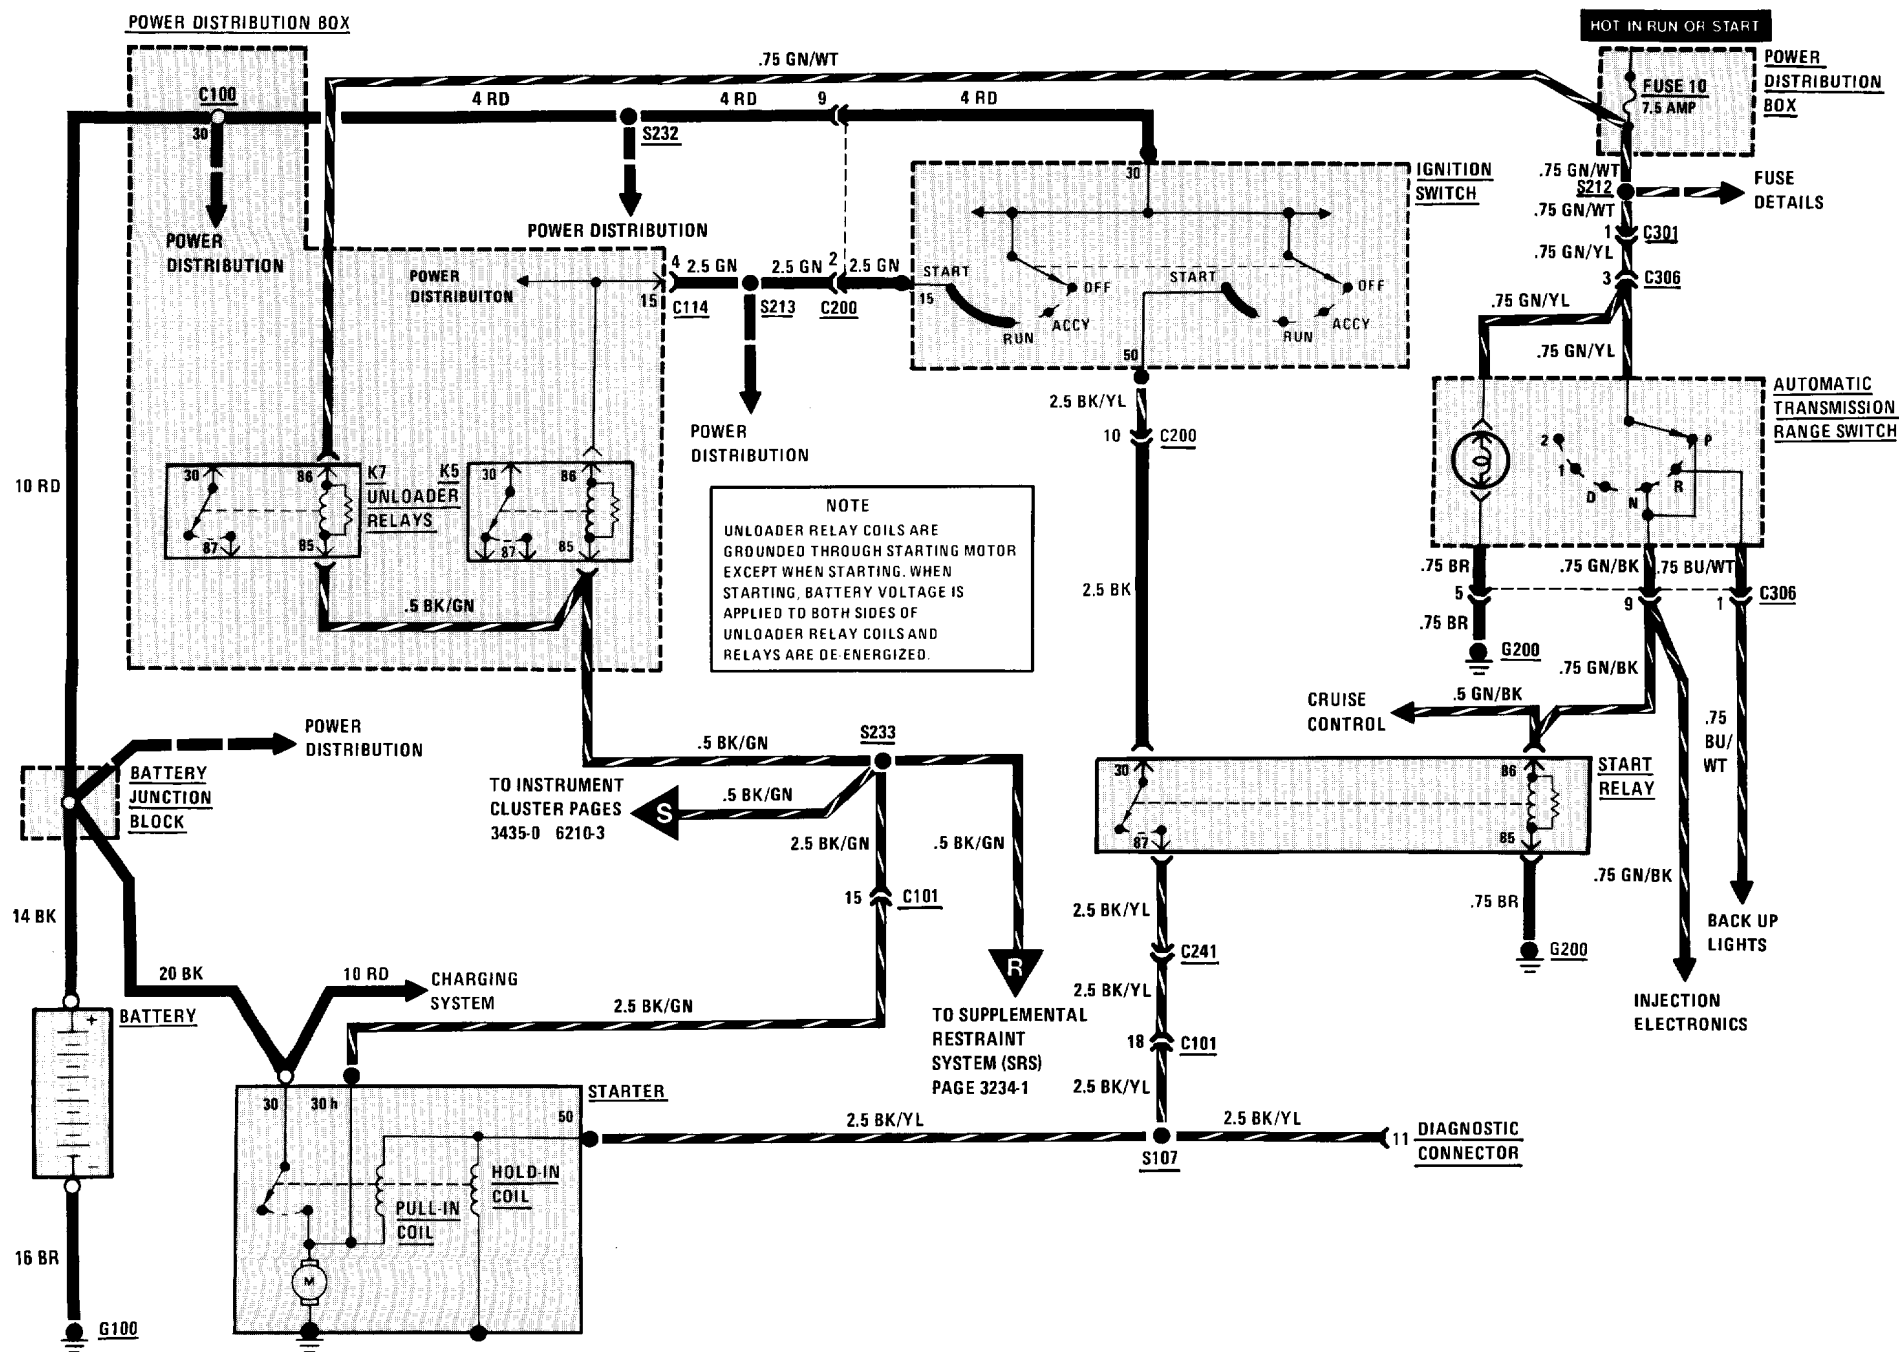 POWER DISTRIBUTION BOX
HOT IN RUN OR START
POWER
DISTRIBUTION
BOX
FUSE 10
7.5 AMP
.75 GN/WT
C100
30
4 RD
4 RD
9
4 RD
S232
POWER
DISTRIBUTION
POWER DISTRIBUTION
30
IGNITION
SWITCH
.75 GN/WT
S212
FUSE
DETAILS
.75 GN/WT
1
C301
.75 GN/YL
3
C306
POWER
DISTRIBUITON
4
2.5 GN
2.5 GN
2
2.5 GN
15
C114
S213
C200
START
15
OFF
ACCY
RUN
START
OFF
ACCY
RUN
50
.75 GN/YL
.75 GN/YL
AUTOMATIC
TRANSMISSION
RANGE SWITCH
2.5 BK/YL
10
C200
POWER
DISTRIBUTION
2
1
D
N
R
P
10 RD
30
86
K7
UNLOADER
RELAYS
87
85
K5
30
86
87
85
NOTE
UNLOADER RELAY COILS ARE
GROUNDED THROUGH STARTING MOTOR
EXCEPT WHEN STARTING. WHEN
STARTING, BATTERY VOLTAGE IS
APPLIED TO BOTH SIDES OF
UNLOADER RELAY COILS AND
RELAYS ARE DE-ENERGIZED.
2.5 BK
.75 BR
.75 GN/BK
.75 BU/WT
5
9
1
C306
.5 BK/GN
.75 BR
G200
.75 GN/BK
CRUISE
CONTROL
.5 GN/BK
.75
BU/
WT
POWER
DISTRIBUTION
BATTERY
JUNCTION
BLOCK
.5 BK/GN
S233
TO INSTRUMENT
CLUSTER PAGES
3435-0 6210-3
S
.5 BK/GN
2.5 BK/GN
.5 BK/GN
30
86
START
RELAY
87
85
15
C101
.75 GN/BK
.75 BR
G200
BACK UP
LIGHTS
INJECTION
ELECTRONICS
14 BK
20 BK
10 RD
CHARGING
SYSTEM
2.5 BK/GN
R
TO SUPPLEMENTAL
RESTRAINT
SYSTEM (SRS)
PAGE 3234-1
2.5 BK/YL
C241
2.5 BK/YL
18
C101
2.5 BK/YL
+
BATTERY
-
30
30 h
50
STARTER
2.5 BK/YL
S107
2.5 BK/YL
11
DIAGNOSTIC
CONNECTOR
HOLD-IN
COIL
PULL-IN
COIL
M
16 BR
G100